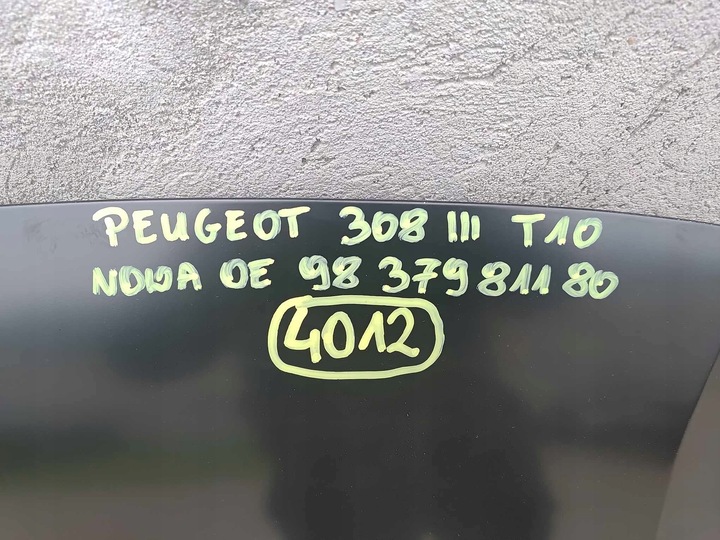 PEUGEOT 308 III T10
NOWA OE 98 379 811 80
4012